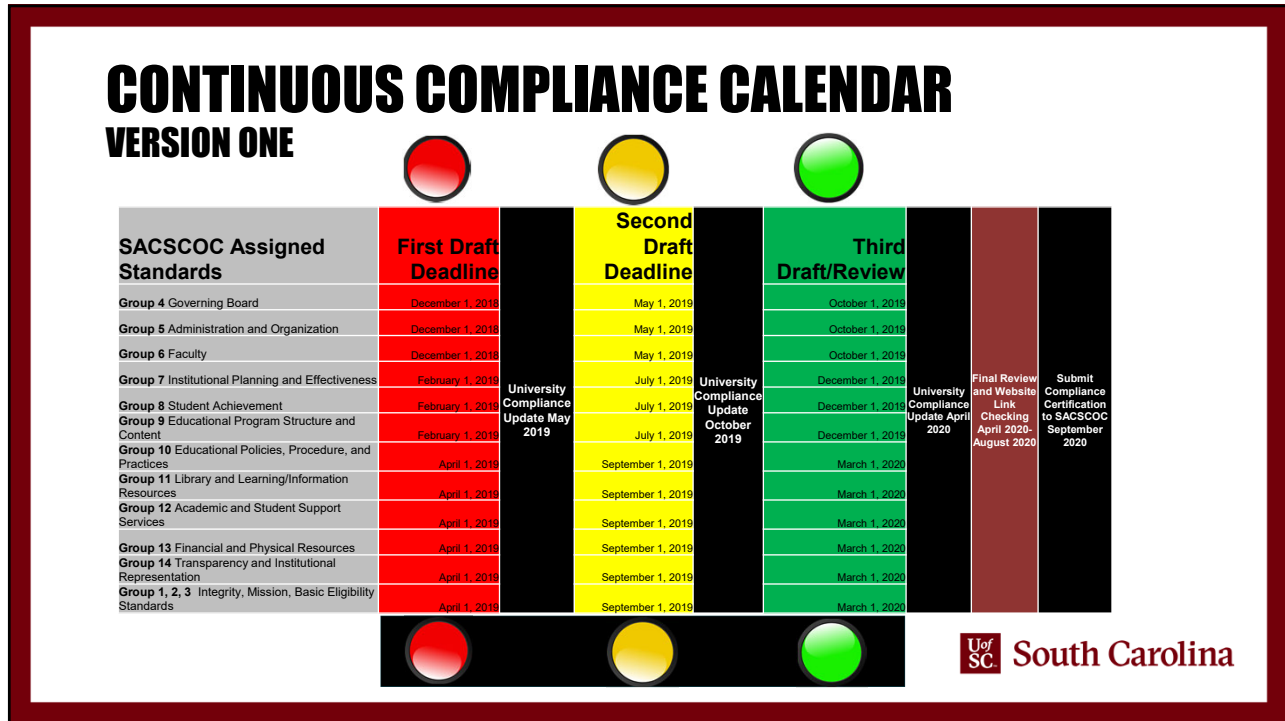 CONTINUOUS COMPLIANCE CALENDAR
VERSION ONE
SACSCOC Assigned
Standards
First Draft
Deadline
University
Compliance
Update May
2019
Second
Draft
Deadline
University
Compliance
Update
October
2019
Third
Draft/Review
University
Compliance
Update April
2020
Final Review
and Website
Link
Checking
April 2020-
August 2020
Submit
Compliance
Certification
to SACSCOC
September
2020
Group 4 Governing Board December 1, 2018 May 1, 2019 October 1, 2019
Group 5 Administration and Organization December 1, 2018 May 1, 2019 October 1, 2019
Group 6 Faculty December 1, 2018 May 1, 2019 October 1, 2019
Group 7 Institutional Planning and Effectiveness February 1, 2019 July 1, 2019 December 1, 2019
Group 8 Student Achievement February 1, 2019 July 1, 2019 December 1, 2019
Group 9 Educational Program Structure and
Content February 1, 2019 July 1, 2019 December 1, 2019
Group 10 Educational Policies, Procedure, and
Practices April 1, 2019 September 1, 2019 March 1, 2020
Group 11 Library and Learning/Information
Resources April 1, 2019 September 1, 2019 March 1, 2020
Group 12 Academic and Student Support
Services April 1, 2019 September 1, 2019 March 1, 2020
Group 13 Financial and Physical Resources April 1, 2019 September 1, 2019 March 1, 2020
Group 14 Transparency and Institutional
Representation April 1, 2019 September 1, 2019 March 1, 2020
Group 1, 2, 3 Integrity, Mission, Basic Eligibility
Standards April 1, 2019 September 1, 2019 March 1, 2020
Uof
SC
South Carolina